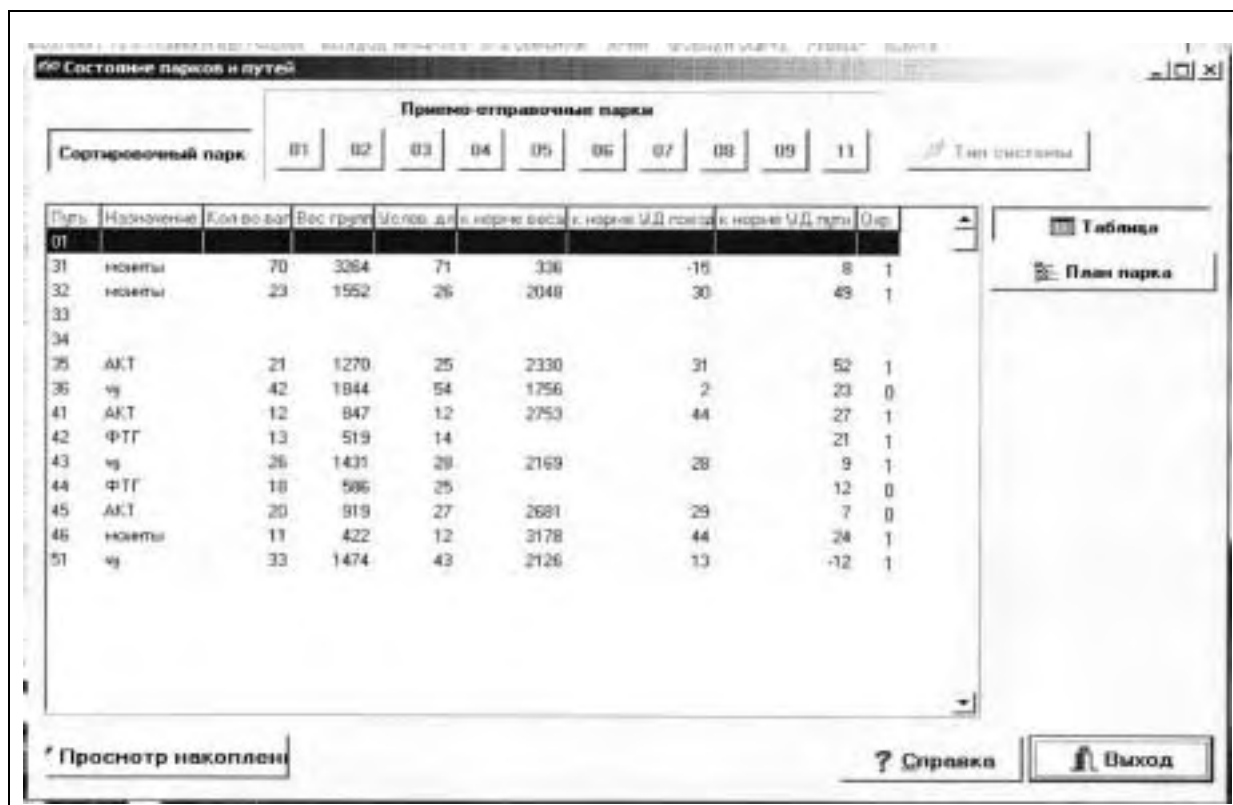 Состояние парков и путей
Приемо-отправочные парки
Сортировочный парк 01 02 03 04 05 06 07 08 09 11 Тип системы
Путь Назначение Кол во ваг Вес групп Услов. дл к норме веса к норме УД поезд к норме УД пути Окр.
01
31 монеты 70 3264 71 336 -15 8 1
32 монеты 23 1552 26 2048 30 49 1
33
34
35 АКТ 21 1270 25 2330 31 52 1
36 чд 42 1844 54 1756 2 23 0
41 АКТ 12 847 12 2753 44 27 1
42 ФТГ 13 519 14 21 1
43 чд 26 1431 28 2169 28 9 1
44 ФТГ 18 586 25 12 0
45 АКТ 20 919 27 2681 29 7 0
46 монеты 11 422 12 3178 44 24 1
51 чд 33 1474 43 2126 13 -12 1
Таблица
План парка
Просмотр накоплени
? Справка
Выход